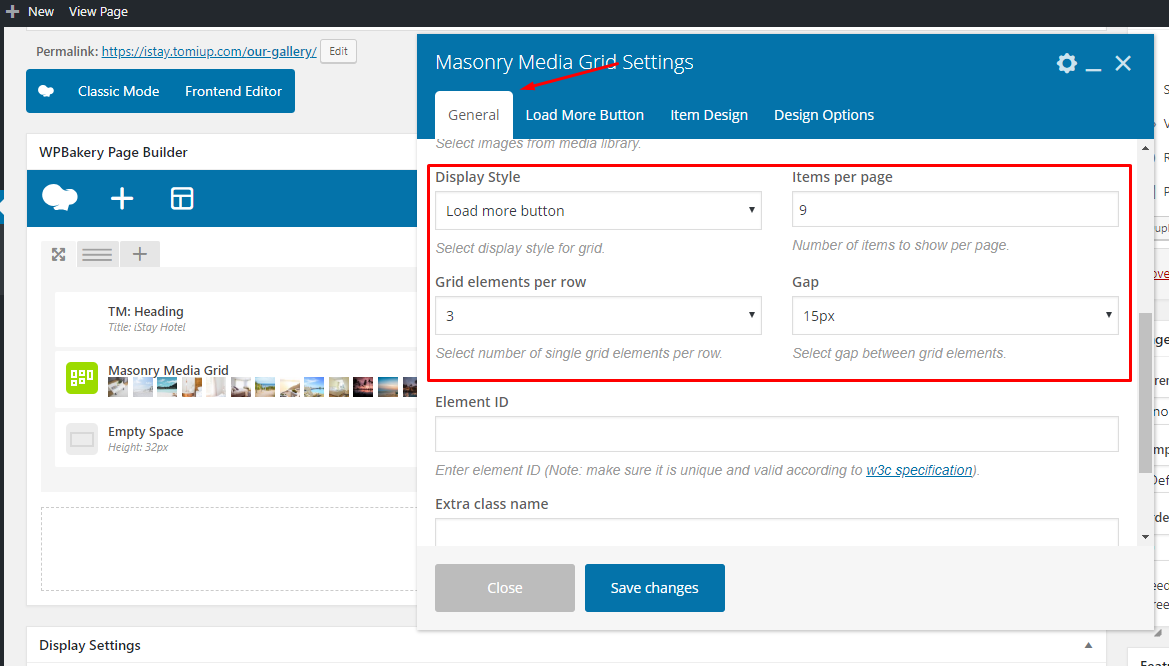 New View Page
Permalink: https://istay.tomiup.com/our-gallery/ Edit
Classic Mode Frontend Editor
WPBakery Page Builder
TM: Heading
Title: iStay Hotel
Masonry Media Grid
Empty Space
Height: 32px
Display Settings
Masonry Media Grid Settings
General Load More Button Item Design Design Options
Select images from media library.
Display Style Items per page
Load more button 9
Select display style for grid. Number of items to show per page.
Grid elements per row Gap
3 15px
Select number of single grid elements per row. Select gap between grid elements.
Element ID
Enter element ID (Note: make sure it is unique and valid according to w3c specification).
Extra class name
Close Save changes